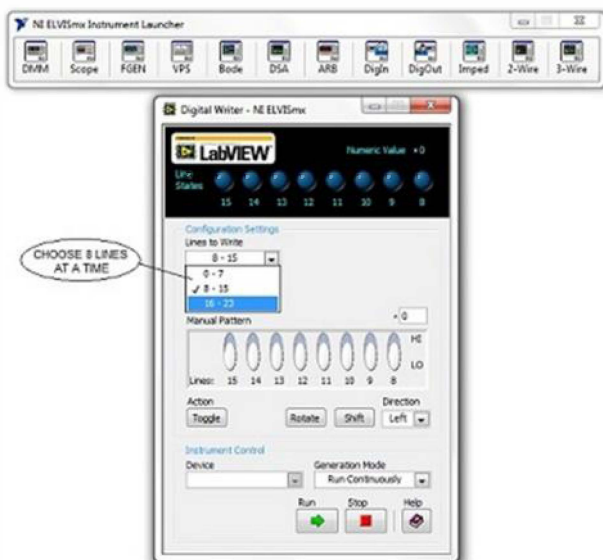 NI ELVISmx Instrument Launcher
DMM Scope FGEN VPS Bode DSA ARB DigIn DigOut Imped 2-Wire 3-Wire
Digital Writer - NI ELVISmx
LabVIEW
Numeric Value
Line
States
15 14 13 12 11 10 9 8
Configuration Settings
Lines to Write
8 - 15
0 - 7
✓ 8 - 15
16 - 23
CHOOSE 8 LINES
AT A TIME
Manual Pattern
0
HI
LO
Lines: 15 14 13 12 11 10 9 8
Action Direction
Toggle Rotate Shift Left
Instrument Control
Device Generation Mode
Run Continuously
Run Stop Help